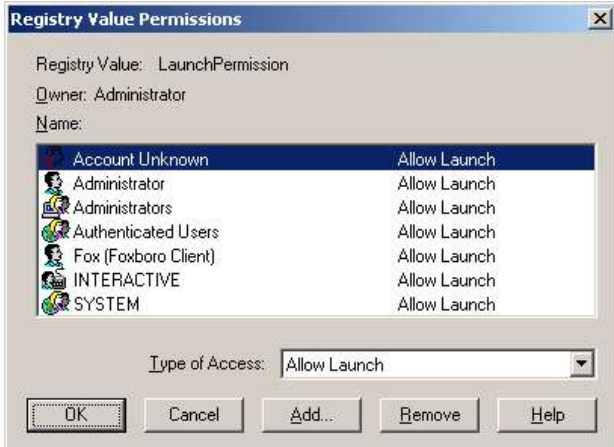 Registry Value Permissions
Registry Value: LaunchPermission
Owner: Administrator
Name:
Account Unknown Allow Launch
Administrator Allow Launch
Administrators Allow Launch
Authenticated Users Allow Launch
Fox (Foxboro Client) Allow Launch
INTERACTIVE Allow Launch
SYSTEM Allow Launch
Type of Access: Allow Launch
OK Cancel Add... Remove Help